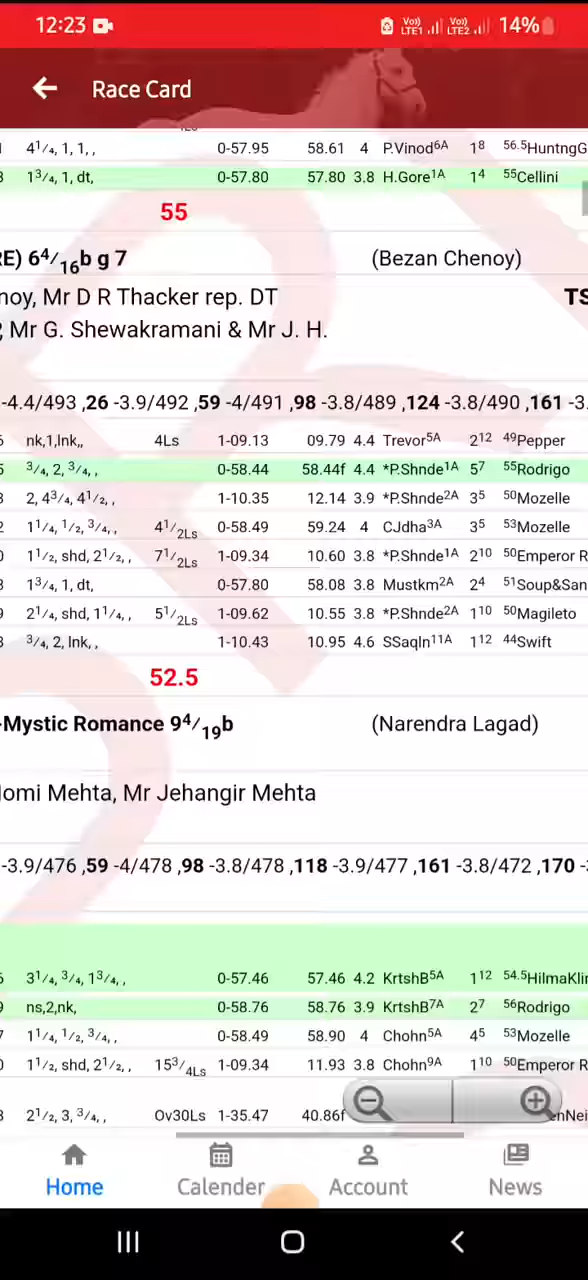 12:23 Vo)) LTE1 Vo)) LTE2 14%
Race Card
4 1/4, 1, 1, , 0-57.95 58.61 4 P.Vinod6A 1 8 56.5HuntngG
1 3/4, 1, dt, 0-57.80 57.80 3.8 H.Gore1A 1 4 55Cellini
55
RE) 6 4/16 b g 7 (Bezan Chenoy)
noy, Mr D R Thacker rep. DT TS
, Mr G. Shewakramani & Mr J. H.
-4.4/493 ,26 -3.9/492 ,59 -4/491 ,98 -3.8/489 ,124 -3.8/490 ,161 -3.
nk,1,lnk,, 4Ls 1-09.13 09.79 4.4 Trevor5A 2 12 49Pepper
3/4, 2, 3/4, , 0-58.44 58.44f 4.4 *P.Shnde1A 5 7 55Rodrigo
2, 4 3/4, 4 1/2, , 1-10.35 12.14 3.9 *P.Shnde2A 3 5 50Mozelle
1 1/4, 1/2, 3/4, , 4 1/2Ls 0-58.49 59.24 4 CJdha3A 3 5 53Mozelle
1 1/2, shd, 2 1/2, , 7 1/2Ls 1-09.34 10.60 3.8 *P.Shnde1A 2 10 50Emperor R
1 3/4, 1, dt, 0-57.80 58.08 3.8 Mustkm2A 2 4 51Soup&San
2 1/4, shd, 1 1/4, , 5 1/2Ls 1-09.62 10.55 3.8 *P.Shnde2A 1 10 50Magileto
3/4, 2, lnk, , 1-10.43 10.95 4.6 SSaqln11A 1 12 44Swift
52.5
-Mystic Romance 9 4/19 b (Narendra Lagad)
omi Mehta, Mr Jehangir Mehta
-3.9/476 ,59 -4/478 ,98 -3.8/478 ,118 -3.9/477 ,161 -3.8/472 ,170 -
3 1/4, 3/4, 1 3/4, , 0-57.46 57.46 4.2 KrtshB5A 1 12 54.5HilmaKli
ns,2,nk, 0-58.76 58.76 3.9 KrtshB7A 2 7 56Rodrigo
1 1/4, 1/2, 3/4, , 0-58.49 58.90 4 Chohn5A 4 5 53Mozelle
1 1/2, shd, 2 1/2, , 15 3/4Ls 1-09.34 11.93 3.8 Chohn9A 1 10 50Emperor R
2 1/2, 3, 3/4, , Ov30Ls 1-35.47 40.86f enNei
Home Calender Account News